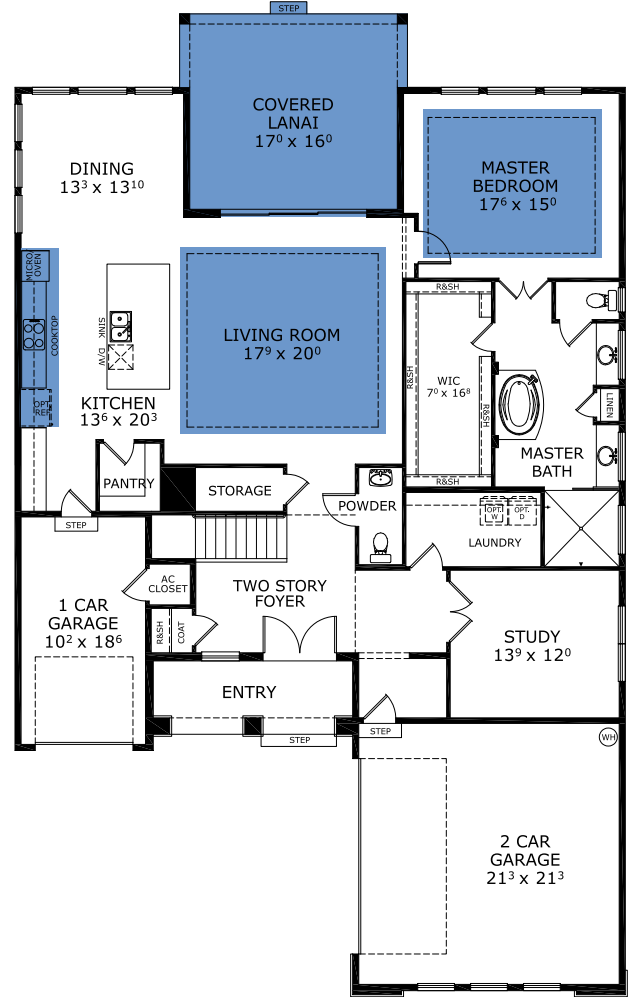 STEP
COVERED
LANAI
17⁰ x 16⁰
DINING
13³ x 13¹⁰
MASTER
BEDROOM
17⁶ x 15⁰
MICRO
OVEN
COOKTOP
SINK
D/W
OPT.
REF.
KITCHEN
13⁶ x 20³
LIVING ROOM
17⁹ x 20⁰
R&SH
R&SH
WIC
7⁰ x 16⁸
R&SH
R&SH
LINEN
MASTER
BATH
PANTRY
STORAGE
POWDER
OPT.
W
OPT.
D
LAUNDRY
STEP
AC
CLOSET
TWO STORY
FOYER
1 CAR
GARAGE
10² x 18⁶
R&SH
COAT
STUDY
13⁹ x 12⁰
ENTRY
STEP
STEP
WH
2 CAR
GARAGE
21³ x 21³